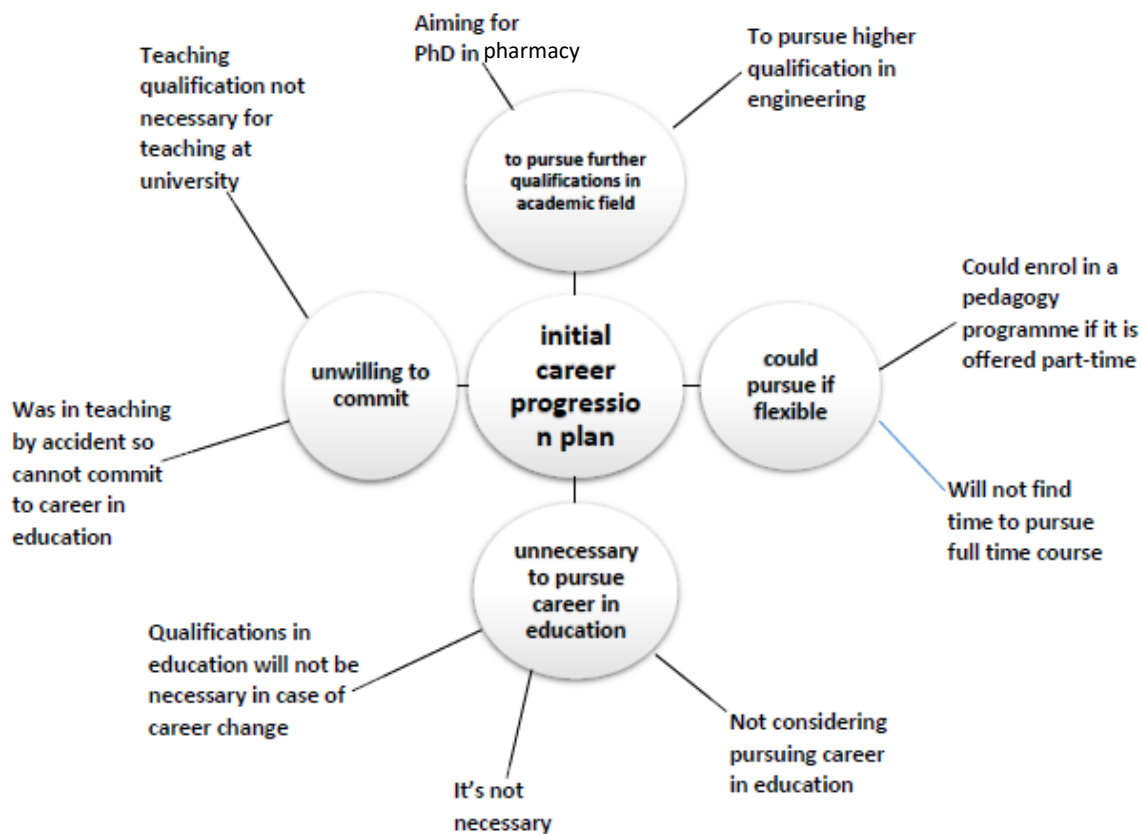 Aiming for
PhD in pharmacy
To pursue higher
qualification in
engineering
Teaching
qualification not
necessary for
teaching at
university
to pursue further
qualifications in
academic field
Could enrol in a
pedagogy
programme if it is
offered part-time
initial
career
progressio
n plan
unwilling to
commit
could
pursue if
flexible
Was in teaching
by accident so
cannot commit
to career in
education
Will not find
time to pursue
full time course
unnecessary
to pursue
career in
education
Qualifications in
education will not be
necessary in case of
career change
Not considering
pursuing career
in education
It's not
necessary